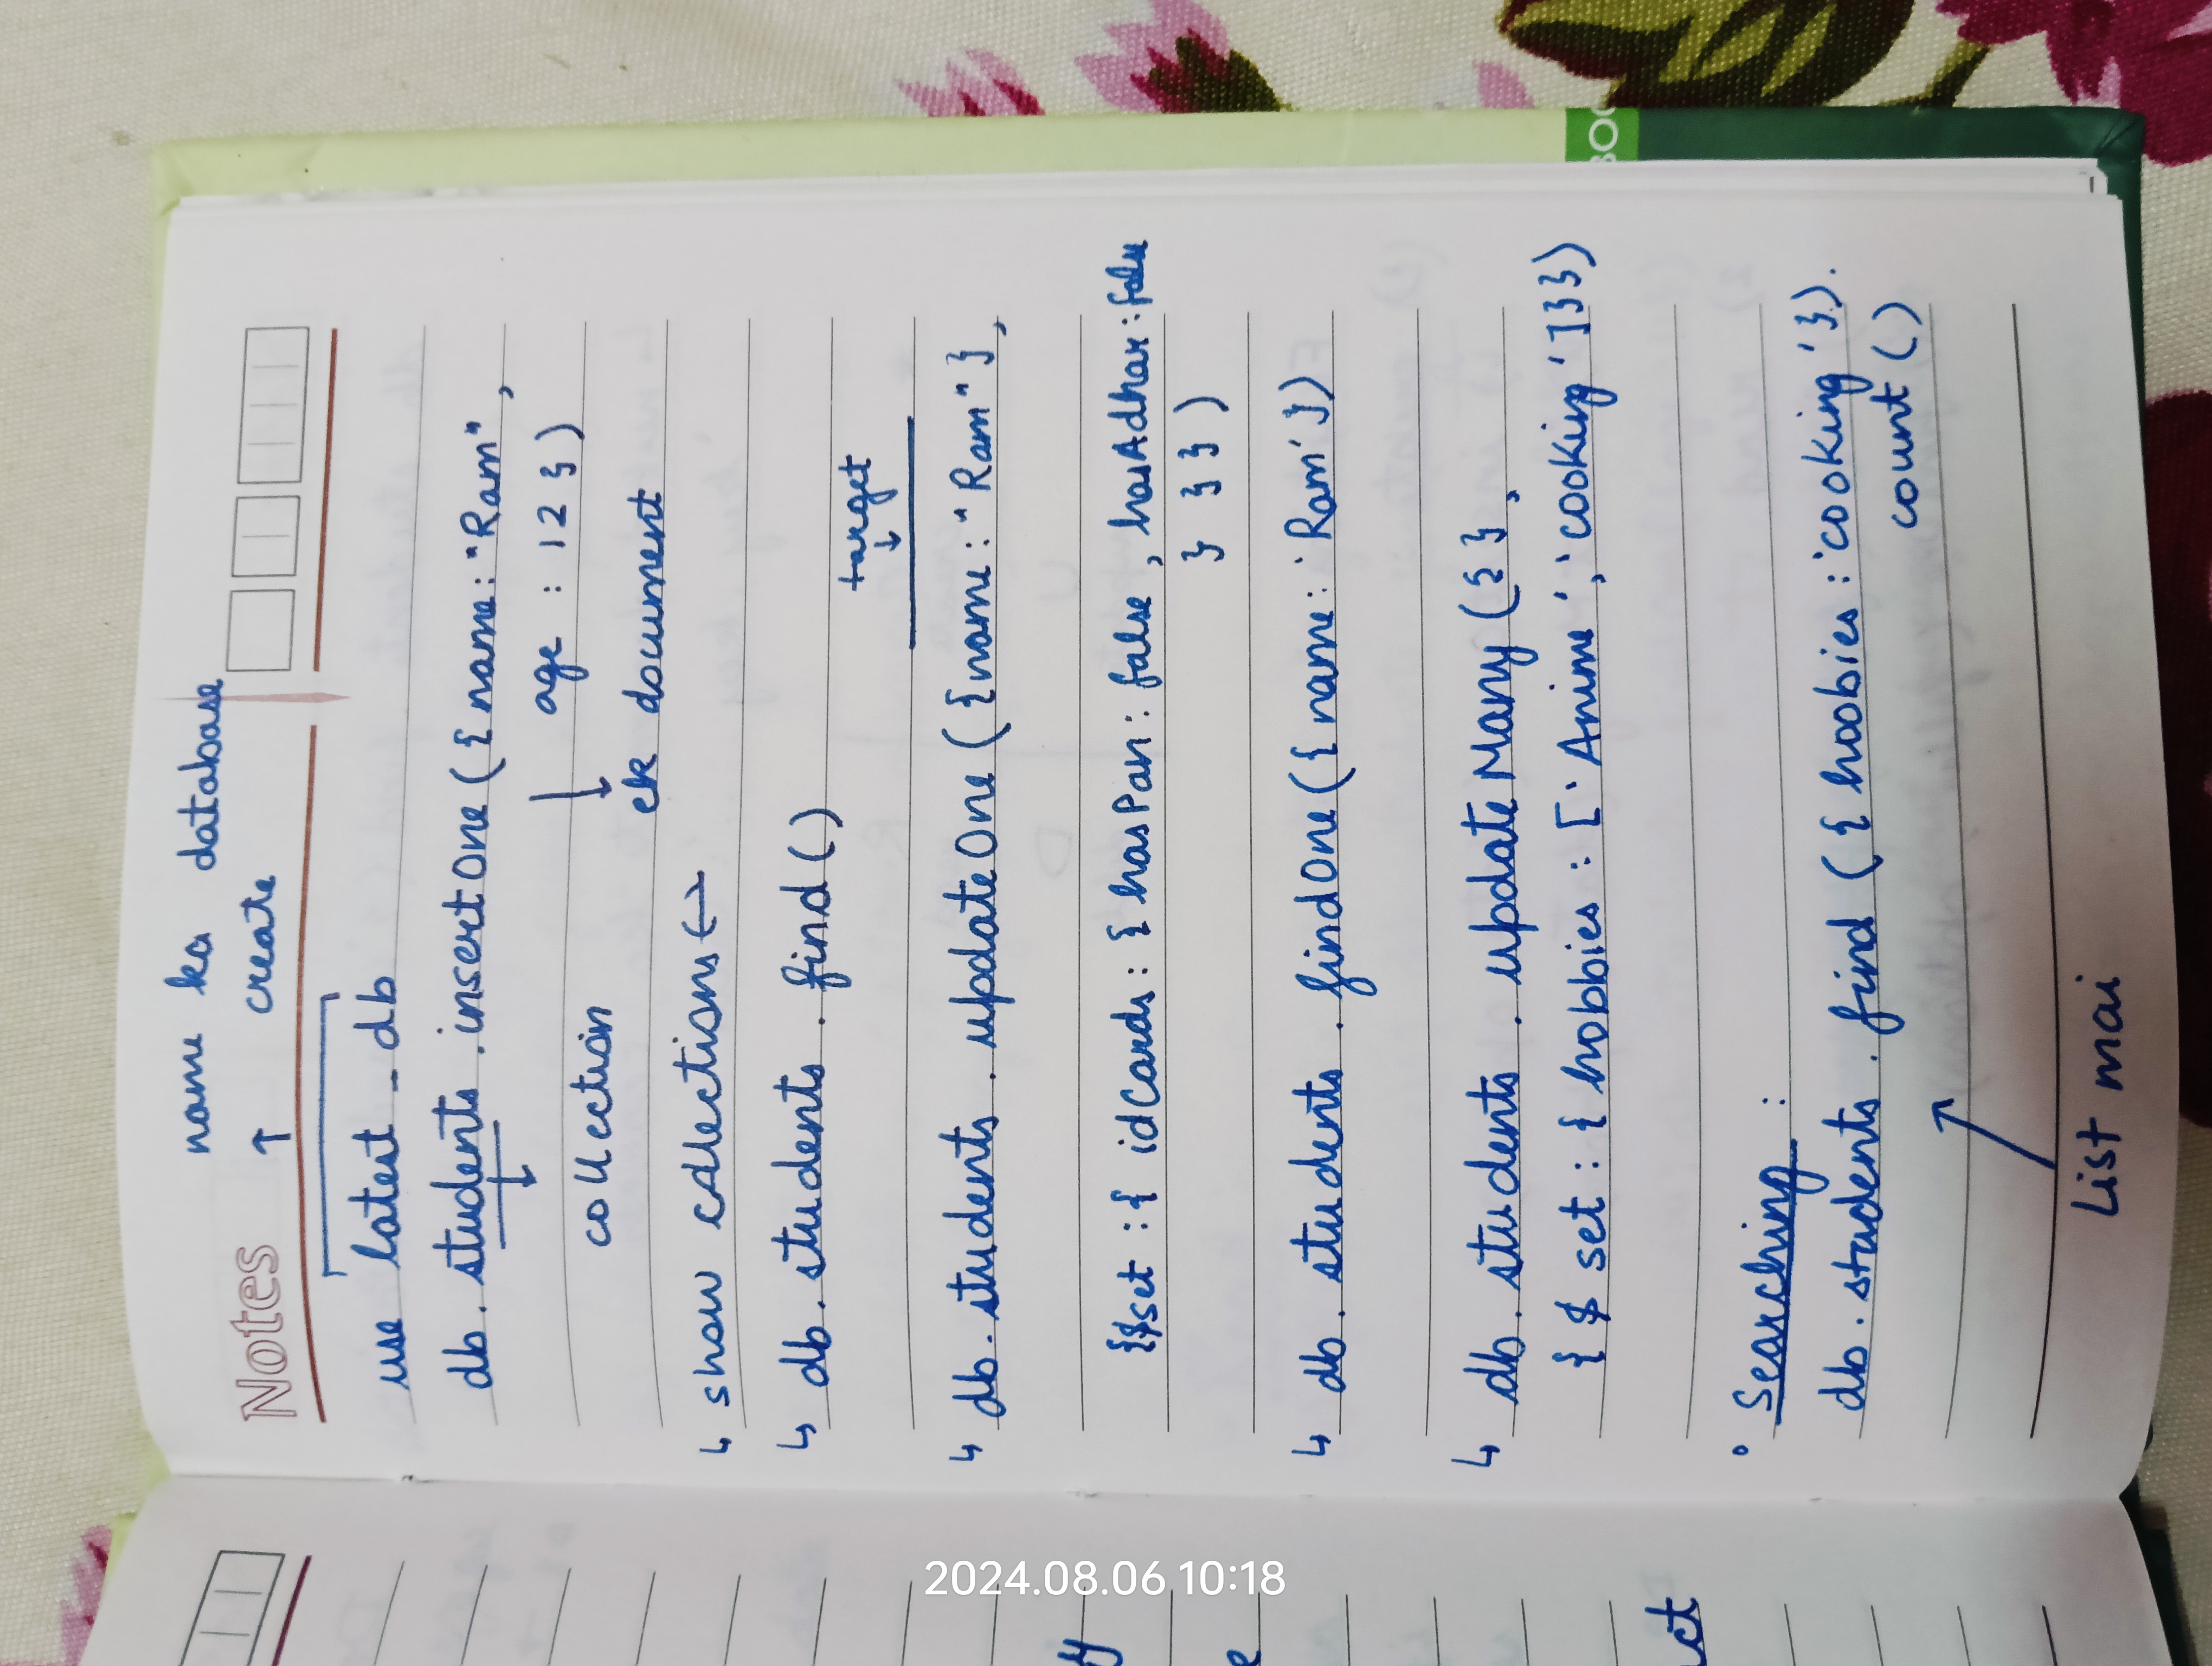 name ka database
↑ create
Notes
use latest_db
db.students.insertOne({name:"Ram",
age : 12 })
↓ ↓
collection ek document
↳ show collections ()
↳ db.students.find()
target
↓
↳ db.students.updateOne({name:"Ram"},
{$set:{idCards:{hasPan:false, hasAdhar:false
} } })
↳ db.students.findOne({name:'Ram'})
↳ db.students.updateMany({},
{$set:{hobbies:['Anime','cooking']}})
° Searching :
db.students.find({hobbies:'cooking'}).
count()
List mai
ct
2024.08.06 10:18
BOO